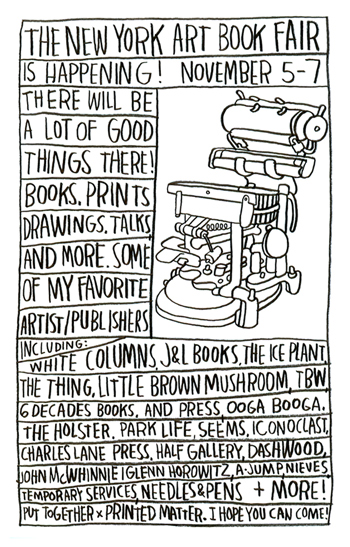 THE NEW YORK ART BOOK FAIR
IS HAPPENING! NOVEMBER 5-7
THERE WILL BE
A LOT OF GOOD
THINGS THERE!
BOOKS, PRINTS
DRAWINGS, TALKS
AND MORE. SOME
OF MY FAVORITE
ARTIST/PUBLISHERS
INCLUDING:
WHITE COLUMNS, J&L BOOKS, THE ICE PLANT,
THE THING, LITTLE BROWN MUSHROOM, TBW,
6 DECADES BOOKS, AND PRESS, OOGA BOOGA,
THE HOLSTER, PARK LIFE, SEEMS, ICONOCLAST,
CHARLES LANE PRESS, HALF GALLERY, DASHWOOD,
JOHN McWHINNIE|GLENN HOROWITZ, A-JUMP, NIEVES,
TEMPORARY SERVICES, NEEDLES & PENS + MORE!
PUT TOGETHER x PRINTED MATTER. I HOPE YOU CAN COME!